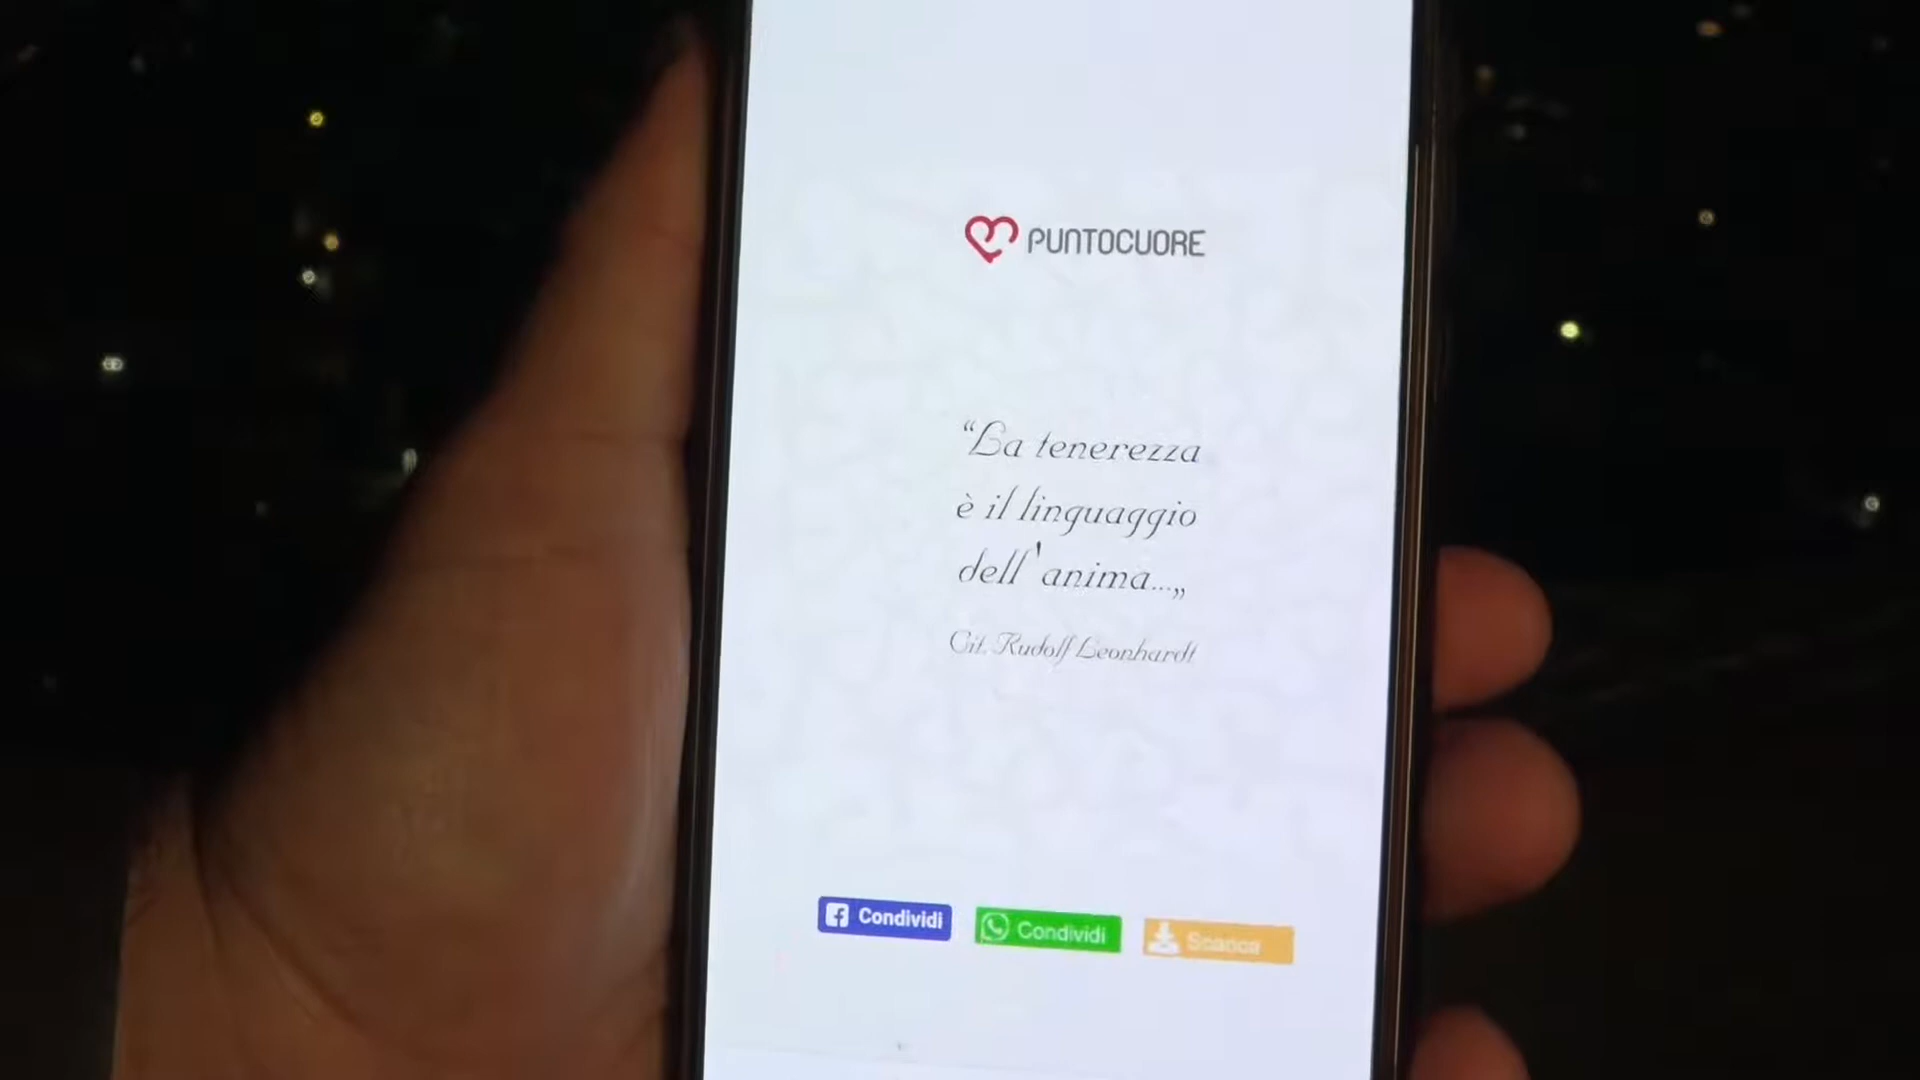 PUNTOCUORE
“La tenerezza
è il linguaggio
dell'anima...„
Cit. Rudolf Leonhardt
Condividi
Condividi
Scarica